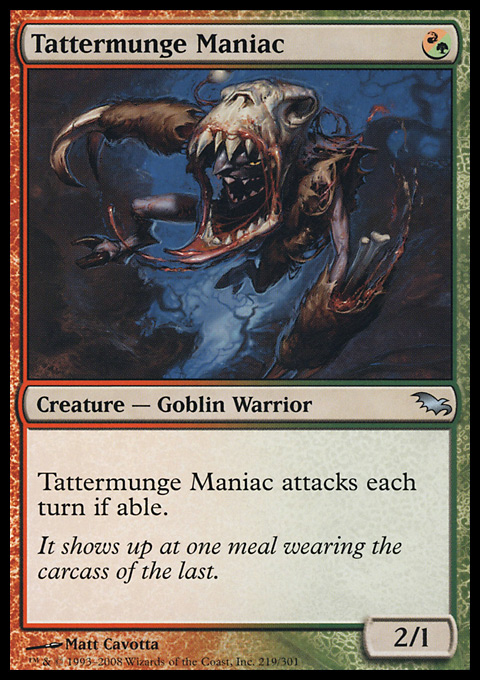 Tattermunge Maniac
Creature — Goblin Warrior
Tattermunge Maniac attacks each
turn if able.
It shows up at one meal wearing the
carcass of the last.
Matt Cavotta
2/1
™ & © 1993–2008 Wizards of the Coast, Inc. 219/301